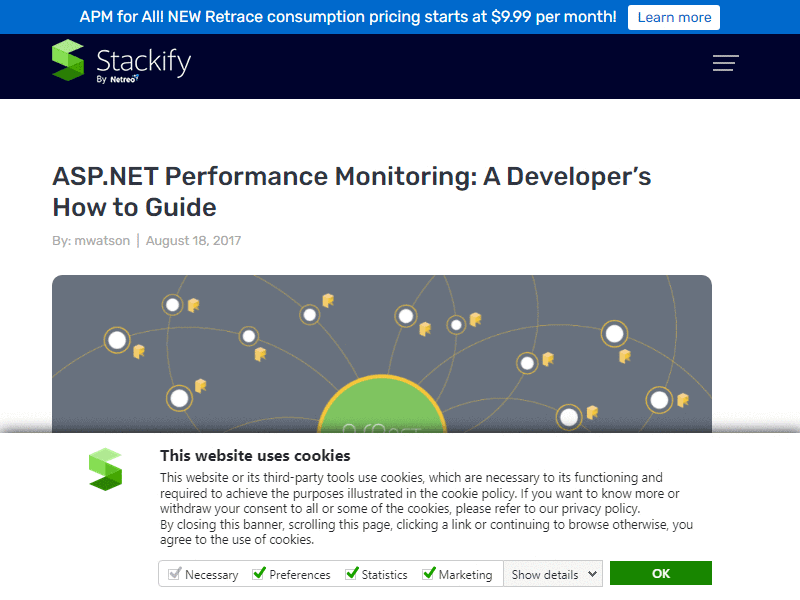 APM for All! NEW Retrace consumption pricing starts at $9.99 per month! Learn more
Stackify
By Netreo
ASP.NET Performance Monitoring: A Developer's
How to Guide
By: mwatson | August 18, 2017
This website uses cookies
This website or its third-party tools use cookies, which are necessary to its functioning and
required to achieve the purposes illustrated in the cookie policy. If you want to know more or
withdraw your consent to all or some of the cookies, please refer to our privacy policy.
By closing this banner, scrolling this page, clicking a link or continuing to browse otherwise, you
agree to the use of cookies.
Necessary Preferences Statistics Marketing Show details OK